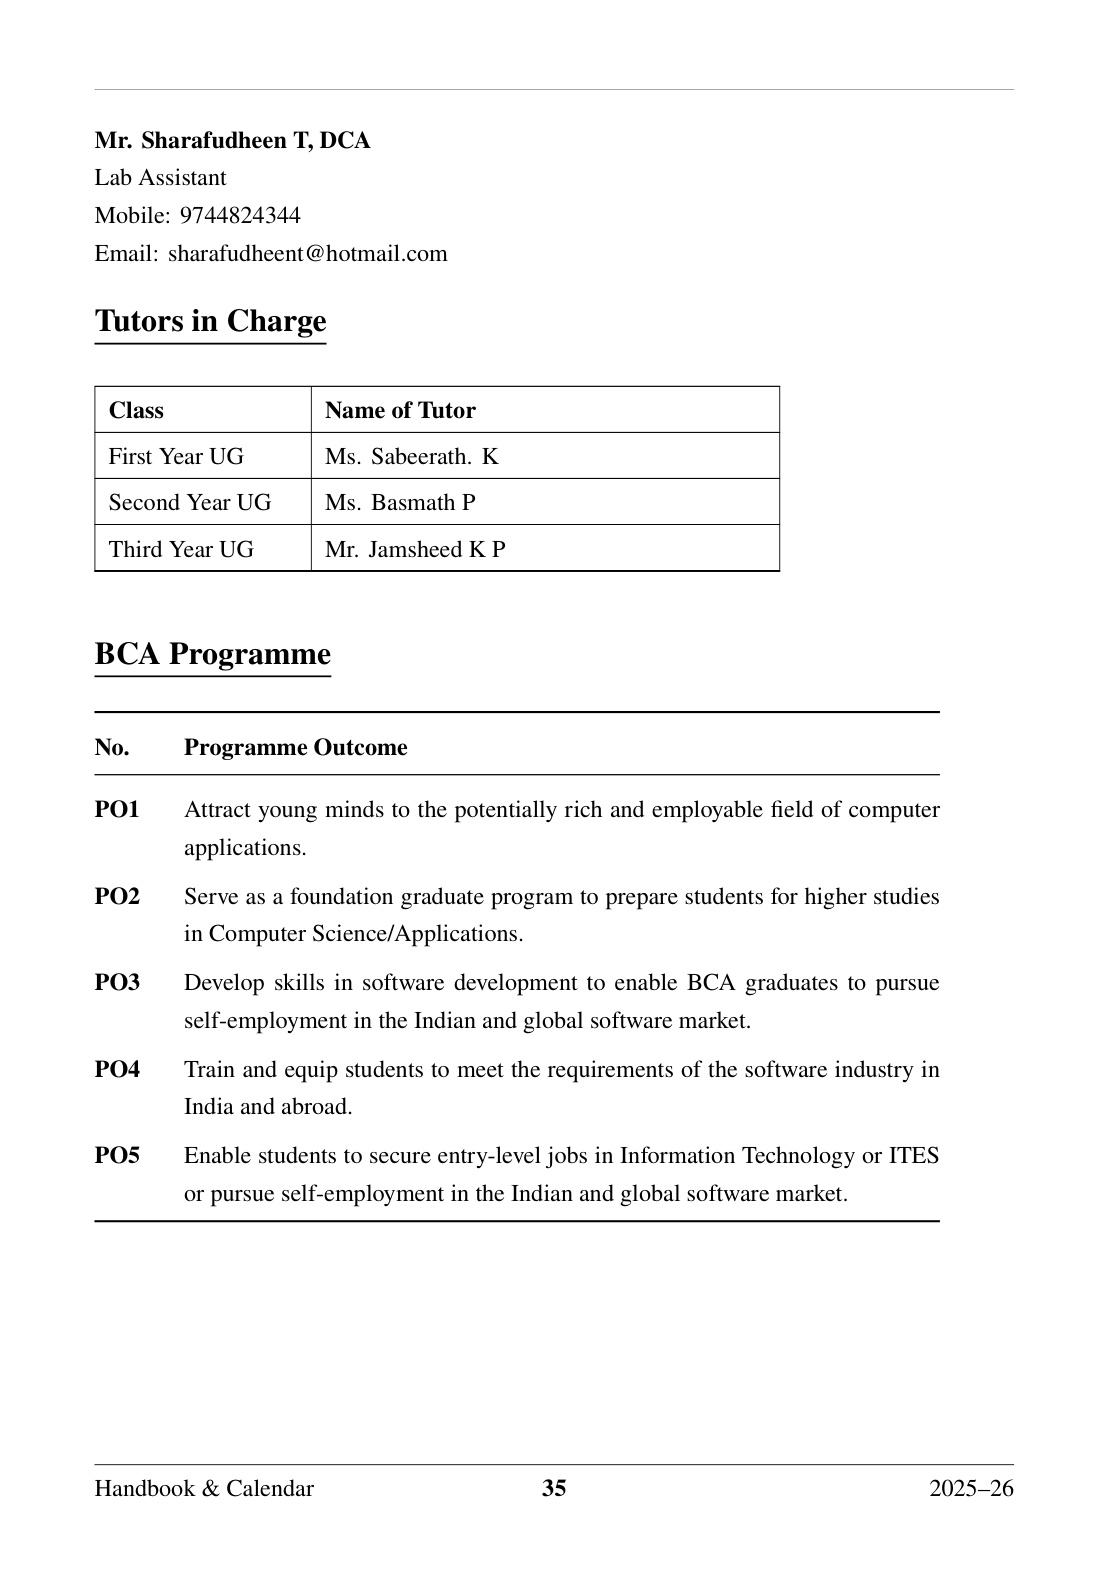 Mr. Sharafudheen T, DCA
Lab Assistant
Mobile: 9744824344
Email: sharafudheent@hotmail.com
Tutors in Charge
Class Name of Tutor
First Year UG Ms. Sabeerath. K
Second Year UG Ms. Basmath P
Third Year UG Mr. Jamsheed K P
BCA Programme
No. Programme Outcome
PO1 Attract young minds to the potentially rich and employable field of computer
applications.
PO2 Serve as a foundation graduate program to prepare students for higher studies
in Computer Science/Applications.
PO3 Develop skills in software development to enable BCA graduates to pursue
self-employment in the Indian and global software market.
PO4 Train and equip students to meet the requirements of the software industry in
India and abroad.
PO5 Enable students to secure entry-level jobs in Information Technology or ITES
or pursue self-employment in the Indian and global software market.
Handbook & Calendar 35 2025–26